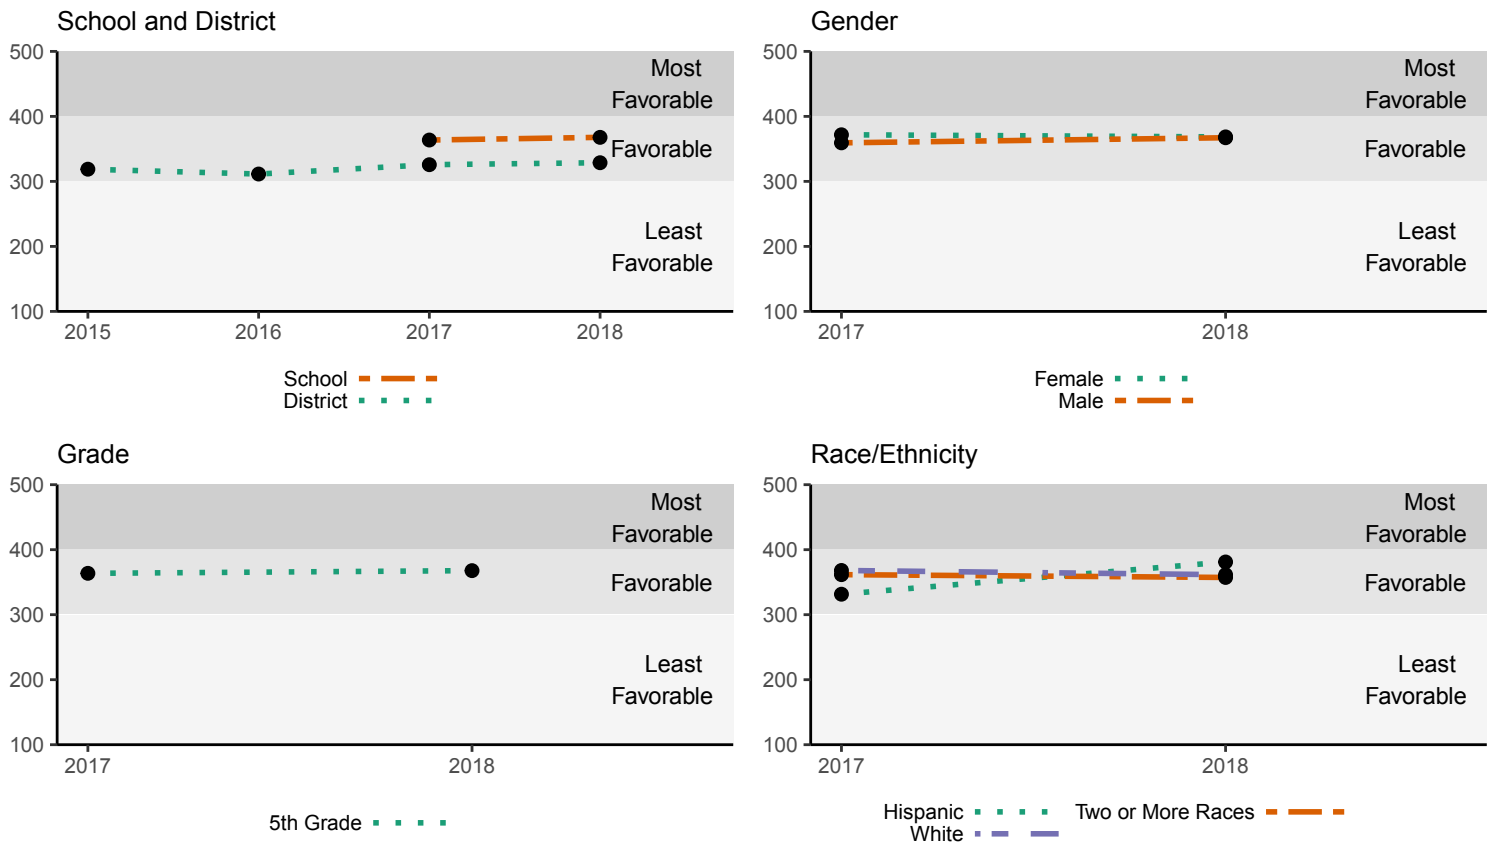 School and District
500
400
300
200
100
Most
Favorable
Favorable
Least
Favorable
2015 2016 2017 2018
School
District
Gender
500
400
300
200
100
Most
Favorable
Favorable
Least
Favorable
2017 2018
Female
Male
Grade
500
400
300
200
100
Most
Favorable
Favorable
Least
Favorable
2017 2018
5th Grade
Race/Ethnicity
500
400
300
200
100
Most
Favorable
Favorable
Least
Favorable
2017 2018
Hispanic Two or More Races
White